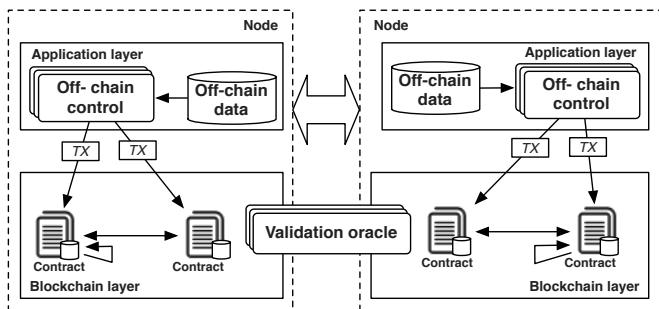 Node
Application layer
Off- chain
control
Off-chain
data
TX
TX
Contract
Contract
Blockchain layer
Validation oracle
Node
Application layer
Off-chain
data
Off- chain
control
TX
TX
Contract
Contract
Blockchain layer